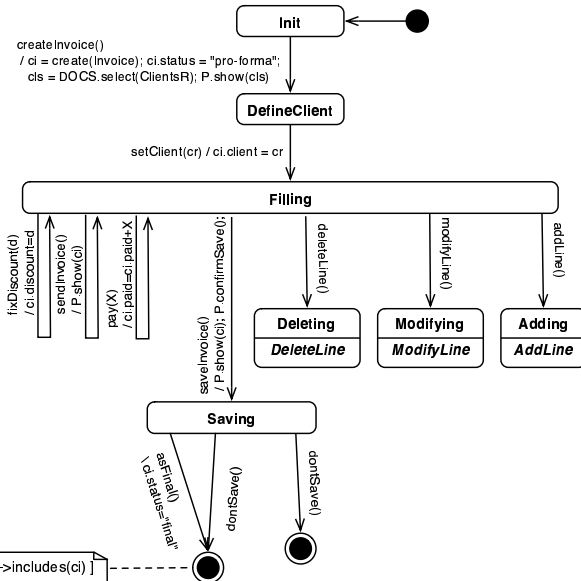 Init
createInvoice()
/ ci = create(Invoice); ci.status = "pro-forma";
cls = DOCS.select(ClientsR); P.show(cls)
DefineClient
setClient(cr) / ci.client = cr
Filling
fixDiscount(d)
/ ci.discount=d
sendInvoice()
/ P.show(ci)
pay(X)
/ ci.paid=ci.paid+X
saveInvoice()
/ P.show(ci); P.confirmSave();
deleteLine()
modifyLine()
addLine()
Deleting
DeleteLine
Modifying
ModifyLine
Adding
AddLine
Saving
asFinal()
\ ci.status="final"
dontSave()
dontSave()
->includes(ci) ]